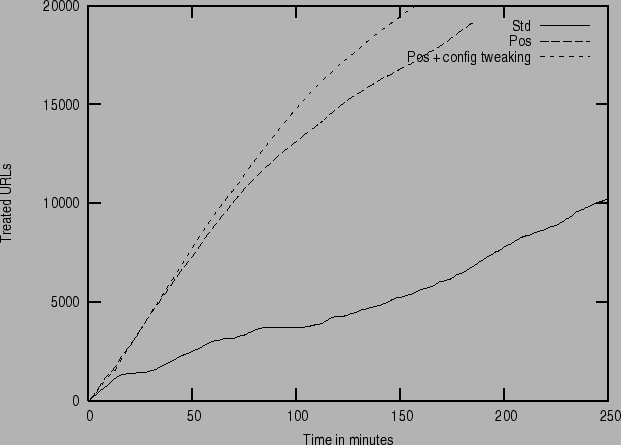 20000
Std
Pos
Pos + config tweaking
15000
Treated URLs
10000
5000
0
0 50 100 150 200 250
Time in minutes